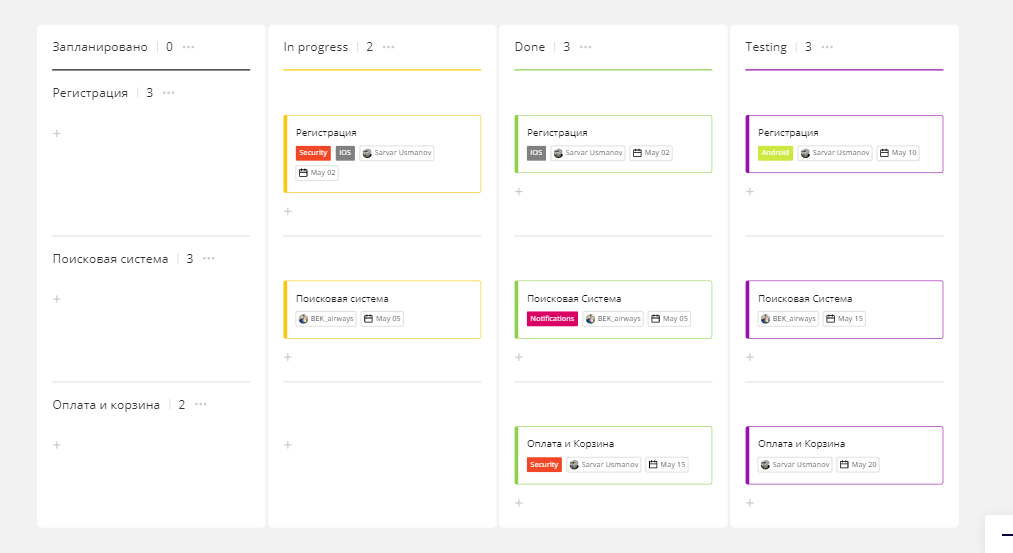 Запланировано 0 ...
In progress 2 ...
Done 3 ...
Testing 3 ...
Регистрация 3 ...
+
Регистрация
Security IOS Sarvar Usmanov
May 02
+
Регистрация
IOS Sarvar Usmanov May 02
+
Регистрация
Android Sarvar Usmanov May 10
+
Поисковая система 3 ...
+
Поисковая система
BEK_airways May 05
+
Поисковая Система
Notifications BEK_airways May 05
+
Поисковая Система
BEK_airways May 15
+
Оплата и корзина 2 ...
+
+
Оплата и Корзина
Security Sarvar Usmanov May 15
+
Оплата и Корзина
Sarvar Usmanov May 20
+